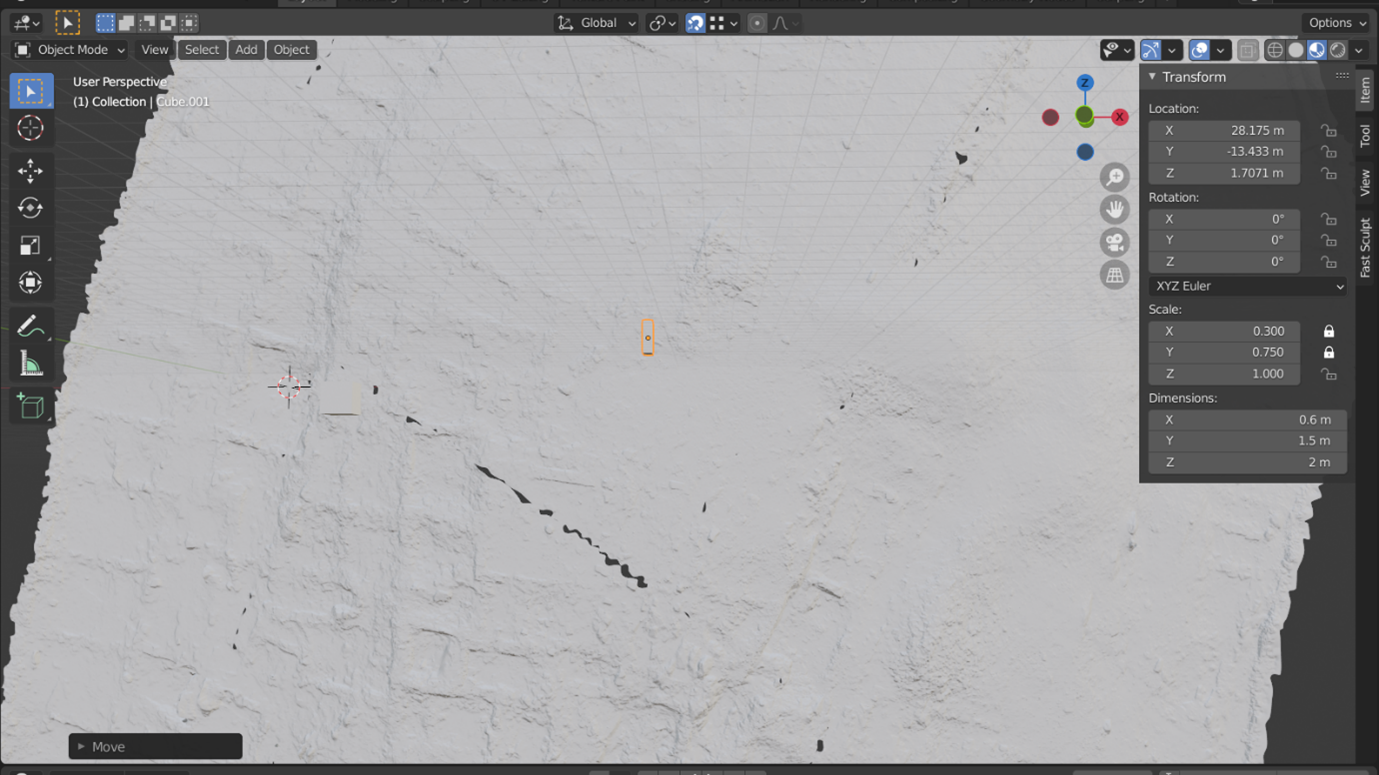 Global
Options
Object Mode
View
Select
Add
Object
User Perspective
(1) Collection | Cube.001
Z
X
Transform
Location:
X 28.175 m
Y -13.433 m
Z 1.7071 m
Rotation:
X 0°
Y 0°
Z 0°
XYZ Euler
Scale:
X 0.300
Y 0.750
Z 1.000
Dimensions:
X 0.6 m
Y 1.5 m
Z 2 m
Item
Tool
View
Fast Sculpt
Move